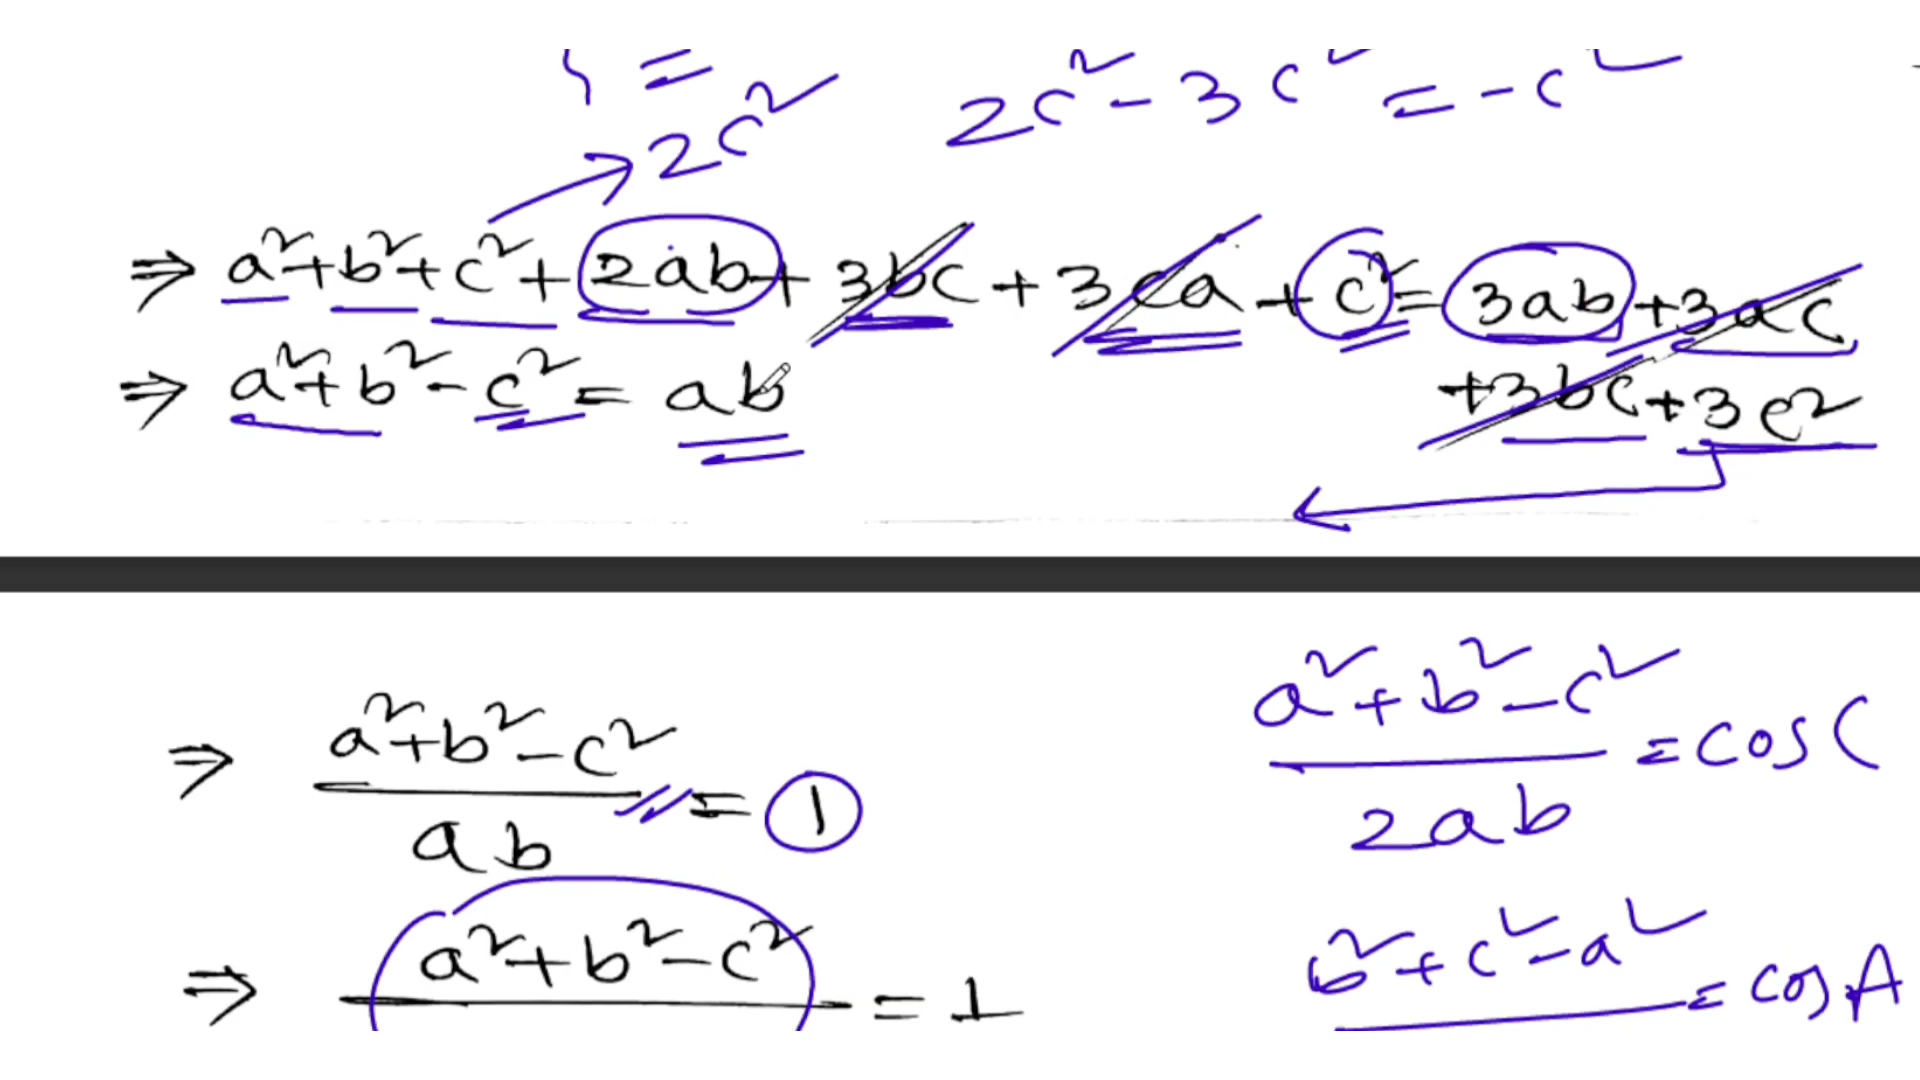 2c² 2c² - 3c² = -c²
⇒ a²+b²+c²+2ab+3bc+3ca+c²=3ab+3ac
+3bc+3c²
⇒ a²+b²-c²=ab
⇒ a²+b²-c² / ab = 1
a²+b²-c² / 2ab = cos C
⇒ a²+b²-c² = 1
b²+c²-a² = cos A